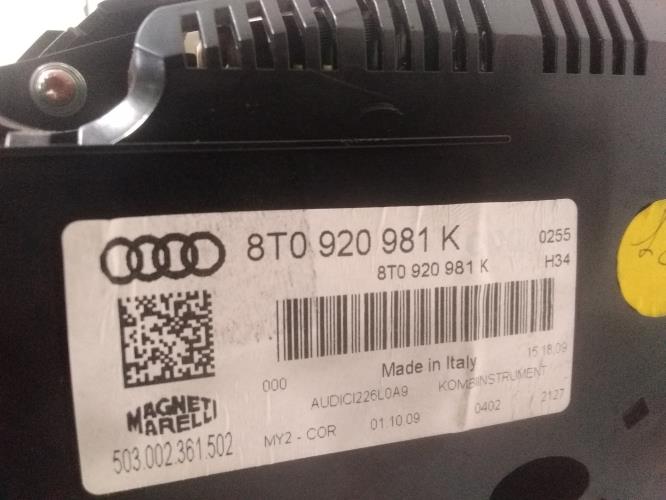 8T0 920 981 K 0255
8T0 920 981 K H34
Made in Italy 15:18.09
000 AUDICI226L0A9 KOMBIINSTRUMENT
MAGNETI
MARELLI
503.002.361.502 MY2 - COR 01.10.09 0402 2127